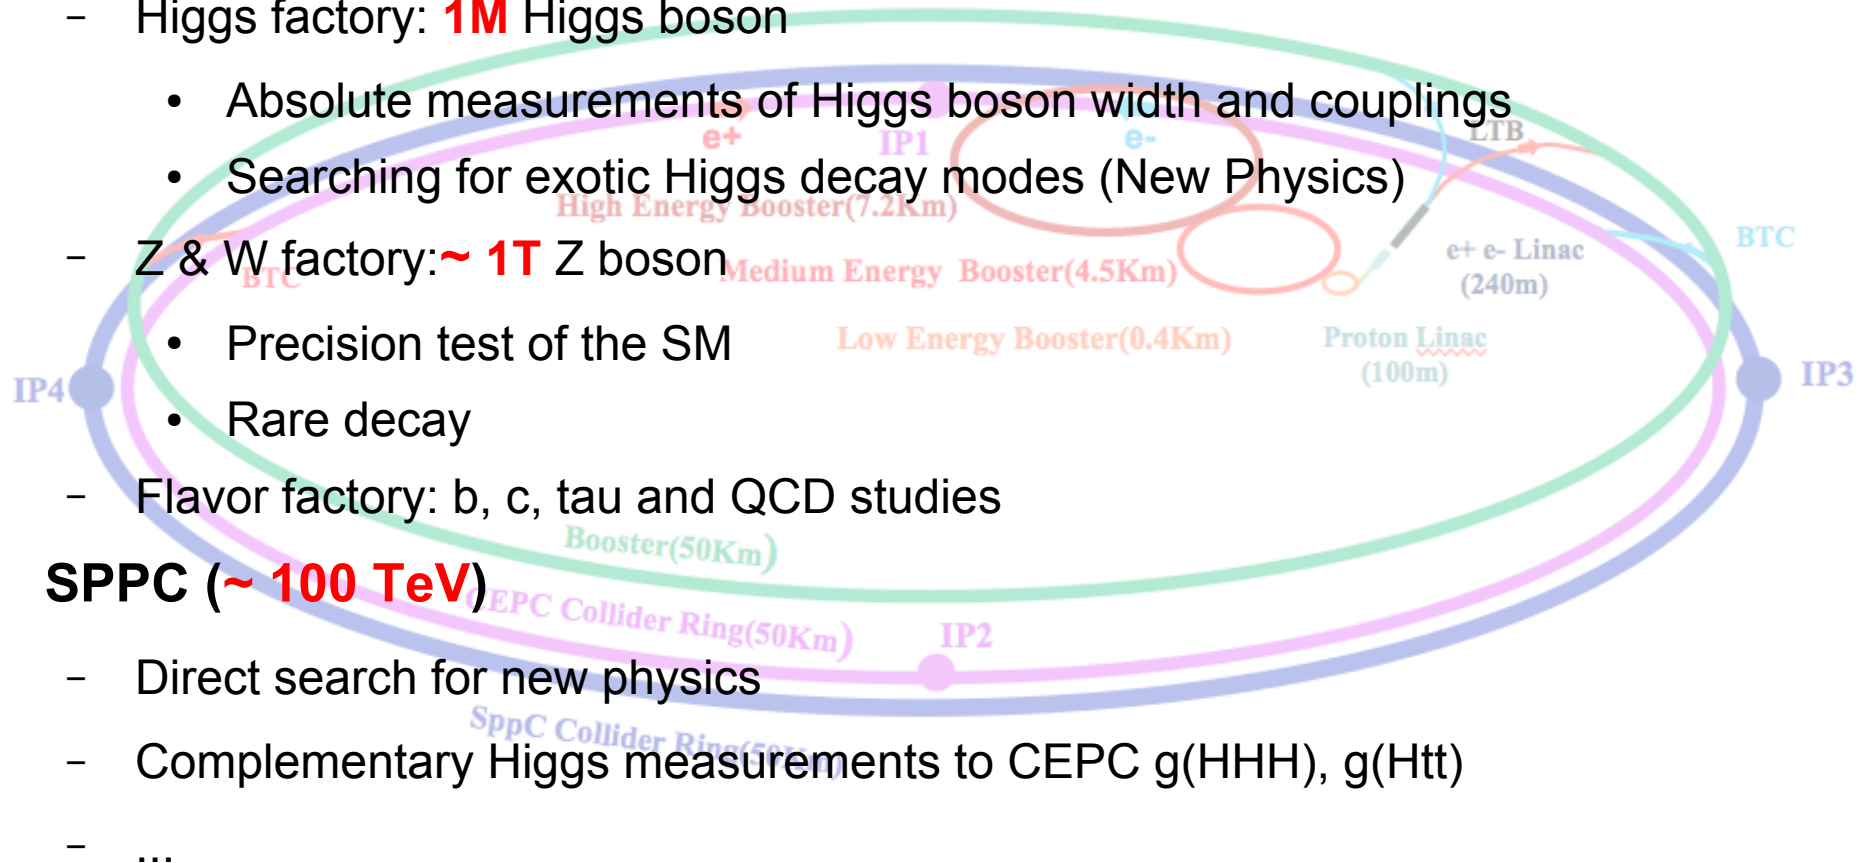 – Higgs factory: 1M Higgs boson
• Absolute measurements of Higgs boson width and couplings
e+ IP1 e- LTB
• Searching for exotic Higgs decay modes (New Physics)
High Energy Booster(7.2Km)
– Z & W factory:~ 1T Z boson
BTC
Medium Energy Booster(4.5Km)
e+ e- Linac
(240m)
BTC
• Precision test of the SM
Low Energy Booster(0.4Km)
Proton Linac
(100m)
IP4
IP3
• Rare decay
– Flavor factory: b, c, tau and QCD studies
Booster(50Km)
SPPC (~ 100 TeV)
CEPC Collider Ring(50Km)
IP2
– Direct search for new physics
SppC Collider Ring(50Km)
– Complementary Higgs measurements to CEPC g(HHH), g(Htt)
– ...